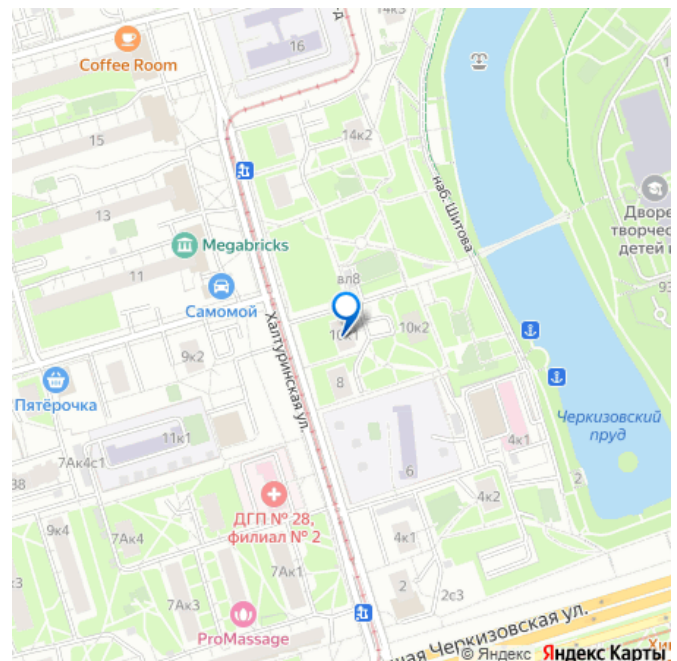 14к3
16
Coffee Room
15
14к2
наб. Шитова
13
Megabricks
Дворе
творчес
детей и
вл8
11
Самомой
93
Халтуринская ул.
10к1
10к2
9к2
8
Пятёрочка
Черкизовский
пруд
11к1
4к1
7Ак4с1
6
38
2
4к2
ДГП № 28,
филиал № 2
9к4
7Ак4
4к1
7Ак1
2
2с3
7Ак3
ProMassage
ная Черкизовская ул.
© Яндекс Яндекс Карты